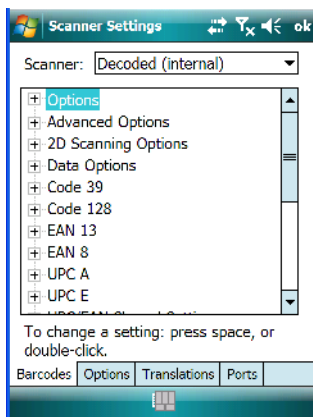 Scanner Settings ok
Scanner: Decoded (internal)
Options
Advanced Options
2D Scanning Options
Data Options
Code 39
Code 128
EAN 13
EAN 8
UPC A
UPC E
To change a setting: press space, or
double-click.
Barcodes Options Translations Ports